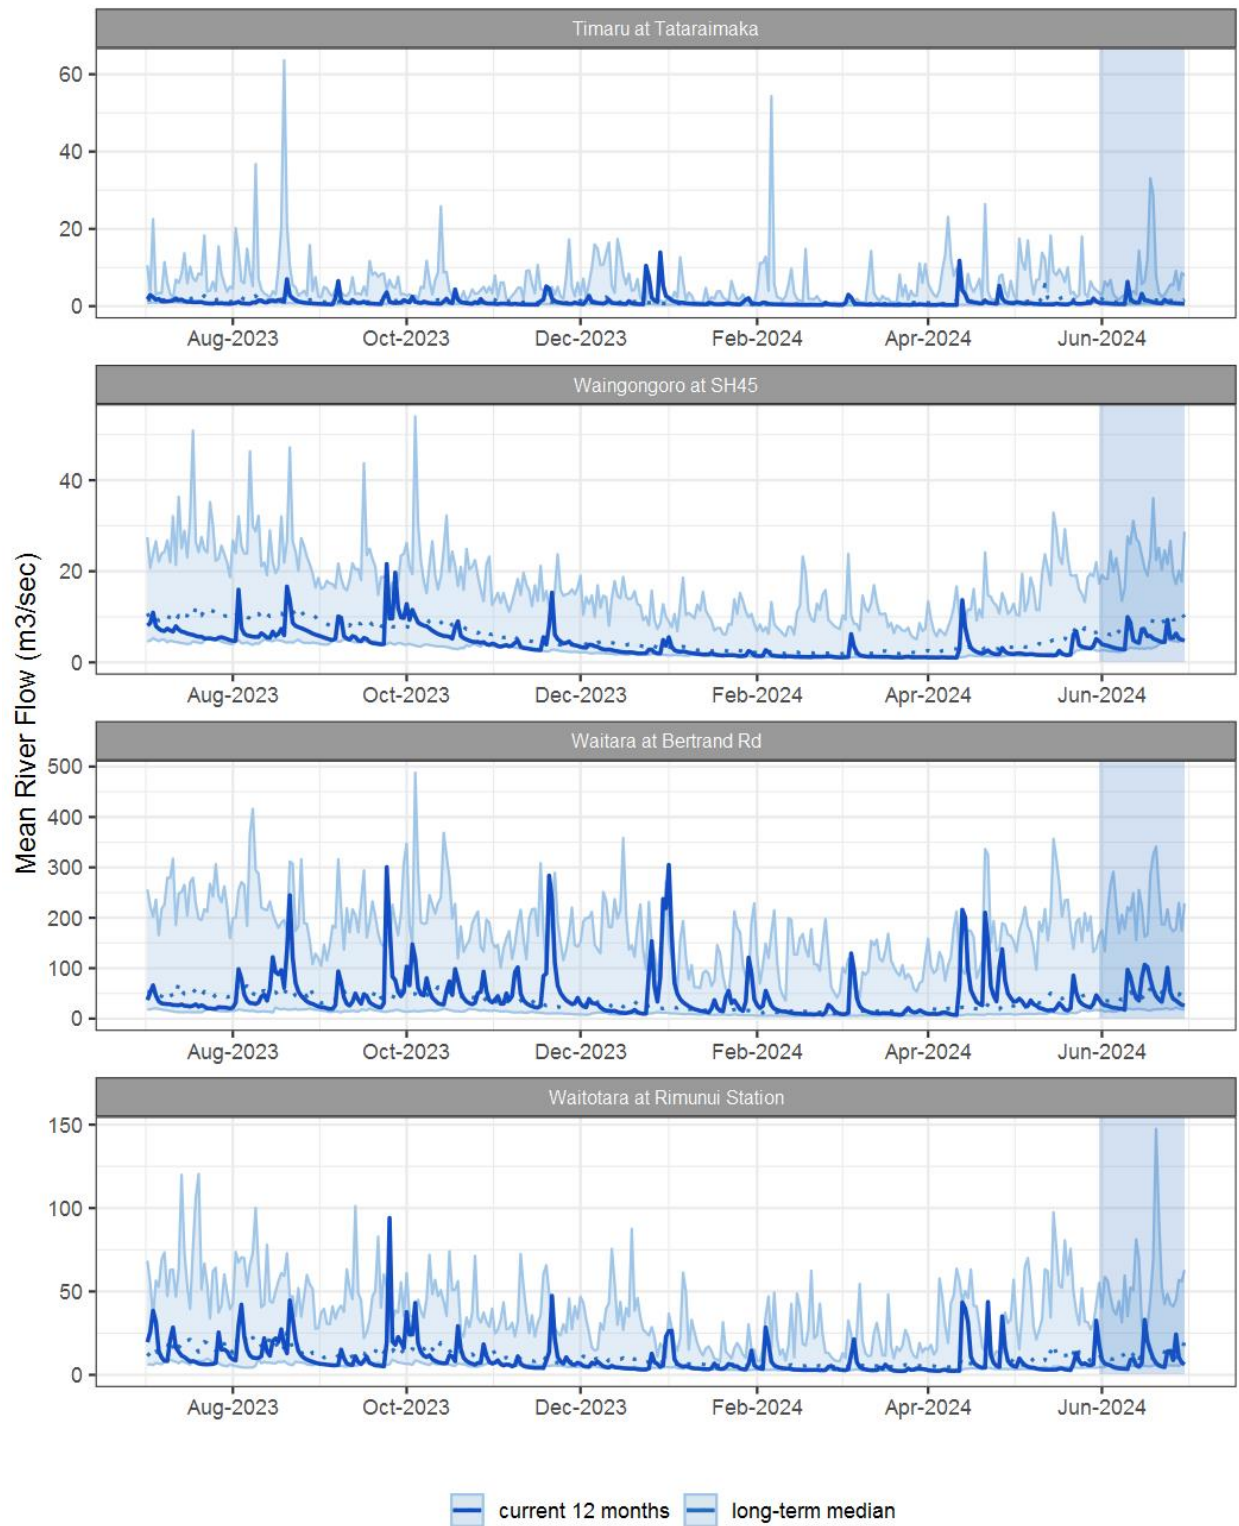 Timaru at Tataraimaka
60
40
20
0
Aug-2023 Oct-2023 Dec-2023 Feb-2024 Apr-2024 Jun-2024
Waingongoro at SH45
40
20
0
Aug-2023 Oct-2023 Dec-2023 Feb-2024 Apr-2024 Jun-2024
Mean River Flow (m3/sec)
Waitara at Bertrand Rd
500
400
300
200
100
0
Aug-2023 Oct-2023 Dec-2023 Feb-2024 Apr-2024 Jun-2024
Waitotara at Rimunui Station
150
100
50
0
Aug-2023 Oct-2023 Dec-2023 Feb-2024 Apr-2024 Jun-2024
current 12 months long-term median